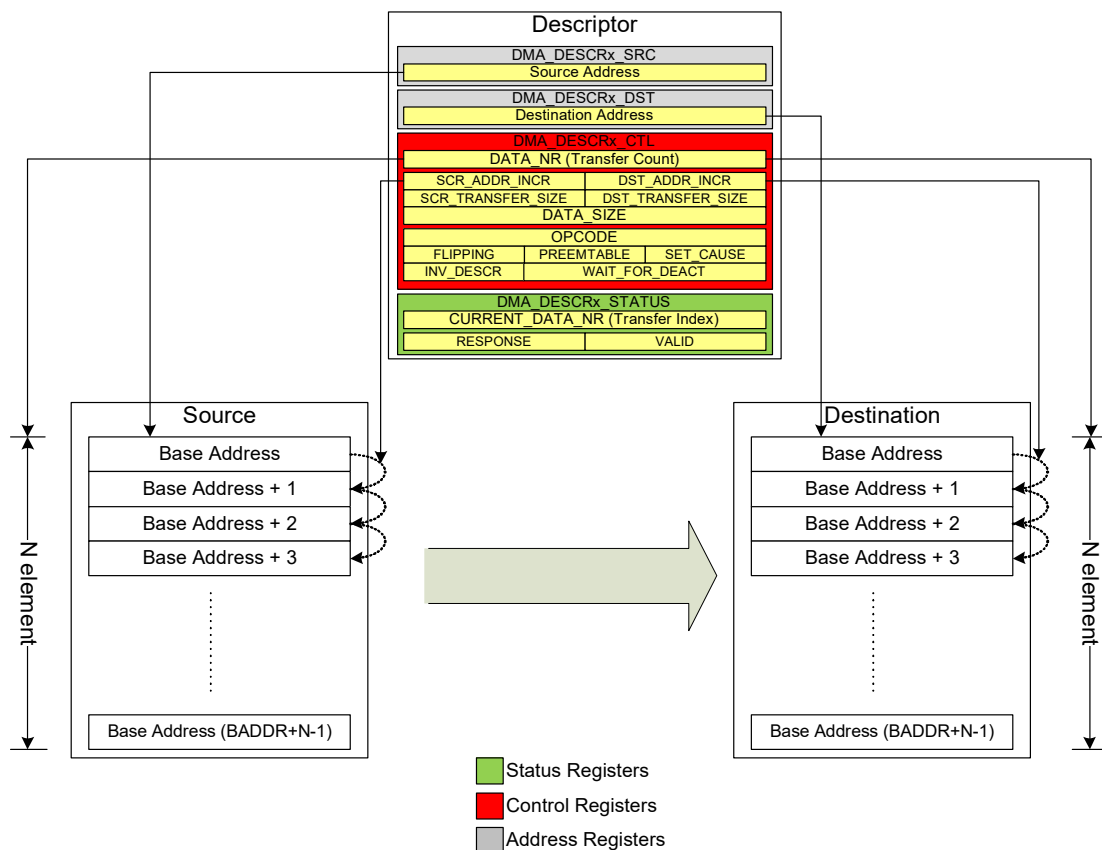 Descriptor
DMA_DESCRx_SRC
Source Address
DMA_DESCRx_DST
Destination Address
DMA_DESCRx_CTL
DATA_NR (Transfer Count)
SCR_ADDR_INCR DST_ADDR_INCR
SCR_TRANSFER_SIZE DST_TRANSFER_SIZE
DATA_SIZE
OPCODE
FLIPPING PREEMTABLE SET_CAUSE
INV_DESCR WAIT_FOR_DEACT
DMA_DESCRx_STATUS
CURRENT_DATA_NR (Transfer Index)
RESPONSE VALID
Source
Base Address
Base Address + 1
Base Address + 2
Base Address + 3
Base Address (BADDR+N-1)
N element
Destination
Base Address
Base Address + 1
Base Address + 2
Base Address + 3
Base Address (BADDR+N-1)
N element
Status Registers
Control Registers
Address Registers